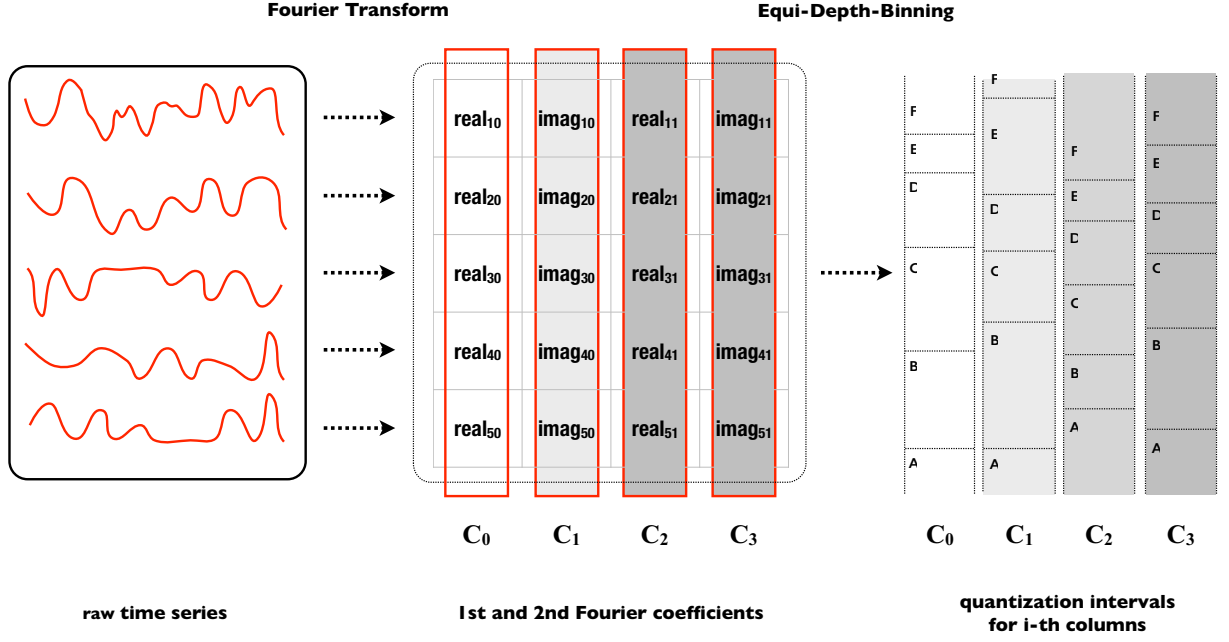 Fourier Transform
Equi-Depth-Binning
real10 imag10 real11 imag11
real20 imag20 real21 imag21
real30 imag30 real31 imag31
real40 imag40 real41 imag41
real50 imag50 real51 imag51
F
E
D
C
B
A
F
E
D
C
B
A
F
E
D
C
B
A
F
E
D
C
B
A
C0 C1 C2 C3
C0 C1 C2 C3
raw time series
1st and 2nd Fourier coefficients
quantization intervals
for i-th columns